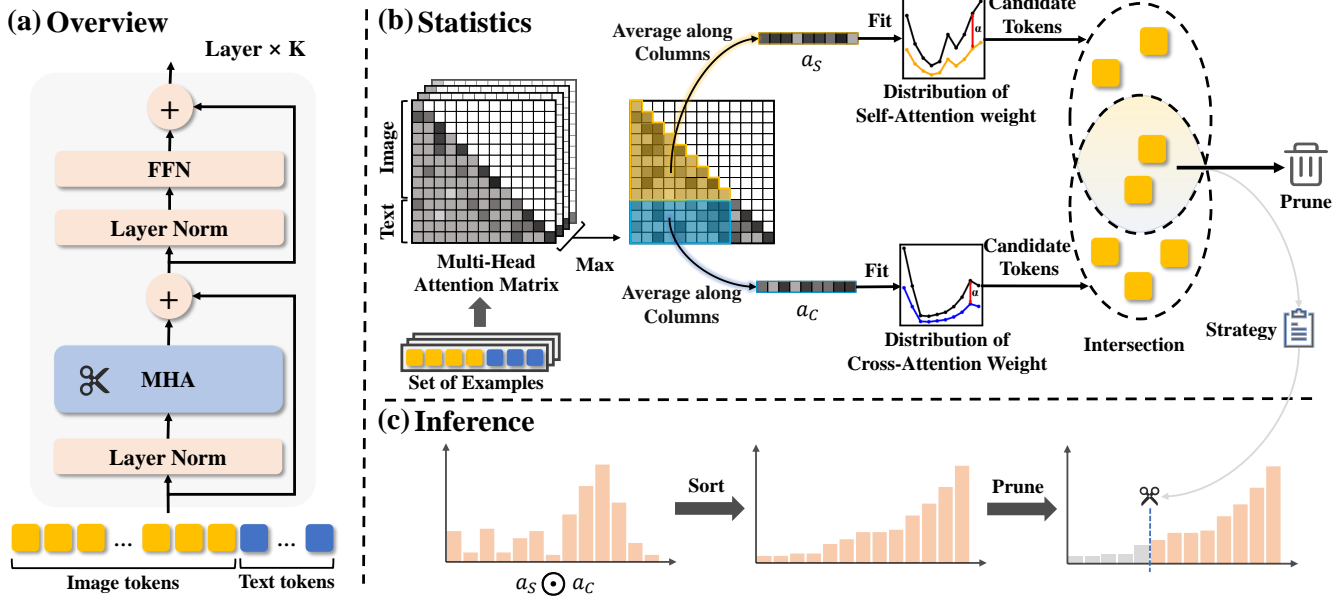 (a) Overview
Layer × K
+
FFN
Layer Norm
+
MHA
Layer Norm
...
...
Image tokens
Text tokens
(b) Statistics
Image
Text
Multi-Head
Attention Matrix
Set of Examples
Max
Average along
Columns
a_S
Fit
α
Distribution of
Self-Attention weight
Candidate
Tokens
Average along
Columns
a_C
Fit
α
Distribution of
Cross-Attention Weight
Candidate
Tokens
Intersection
Prune
Strategy
(c) Inference
a_S ⊙ a_C
Sort
Prune